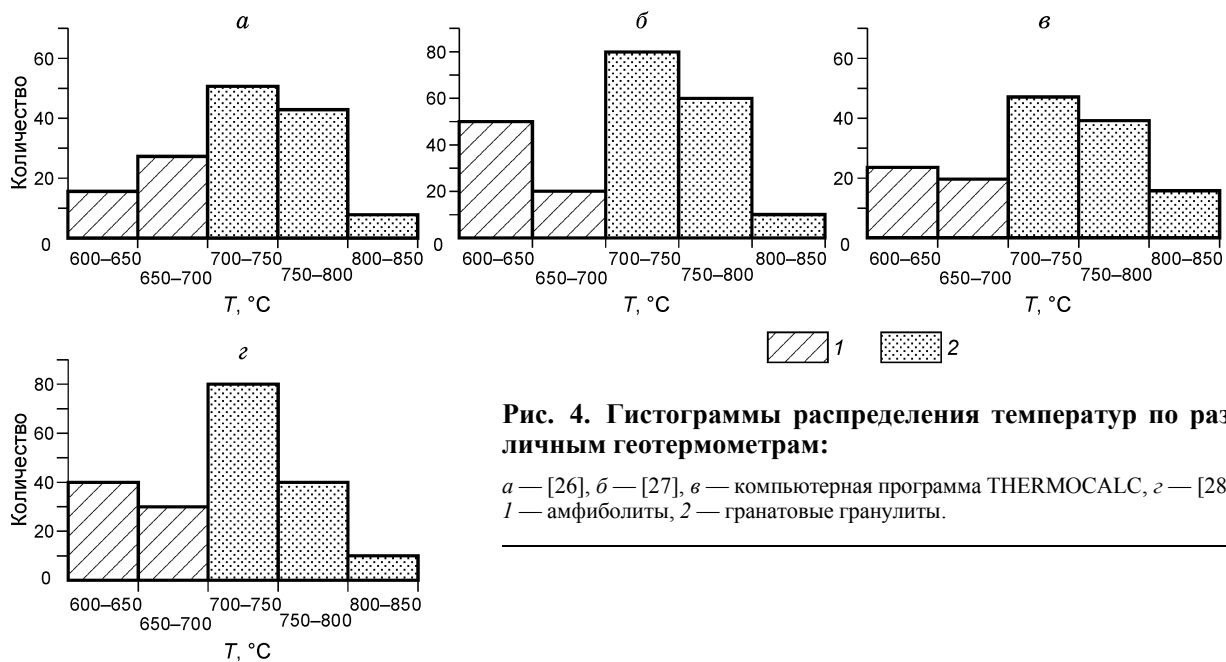 а
Количество
60
40
20
0
600–650
650–700
700–750
750–800
800–850
T, °C
б
80
60
40
20
0
600–650
650–700
700–750
750–800
800–850
T, °C
в
60
40
20
0
600–650
650–700
700–750
750–800
800–850
T, °C
1
2
г
Количество
80
60
40
20
0
600–650
650–700
700–750
750–800
800–850
T, °C
Рис. 4. Гистограммы распределения температур по раз
личным геотермометрам:
а — [26], б — [27], в — компьютерная программа THERMOCALC, г — [28
1 — амфиболиты, 2 — гранатовые гранулиты.